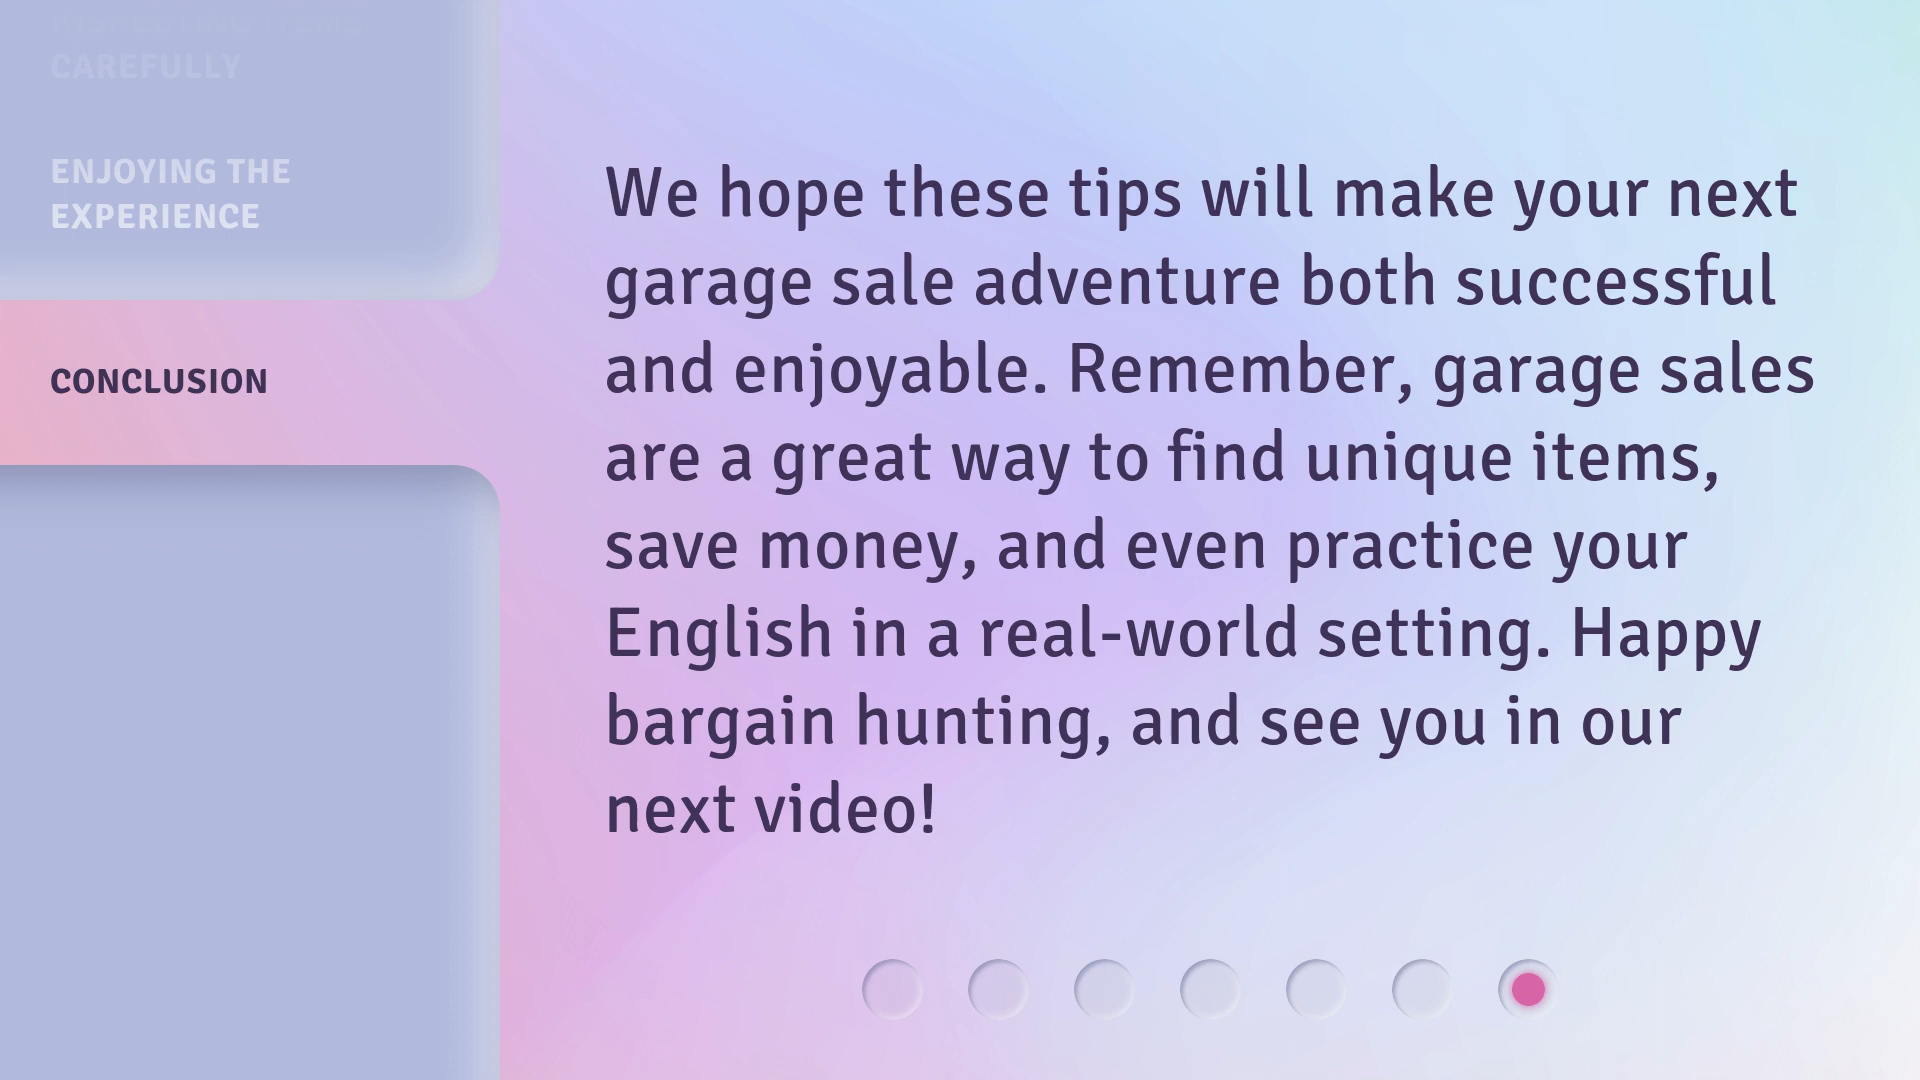 INSPECTING ITEMS
CAREFULLY
ENJOYING THE
EXPERIENCE
CONCLUSION
We hope these tips will make your next
garage sale adventure both successful
and enjoyable. Remember, garage sales
are a great way to find unique items,
save money, and even practice your
English in a real-world setting. Happy
bargain hunting, and see you in our
next video!